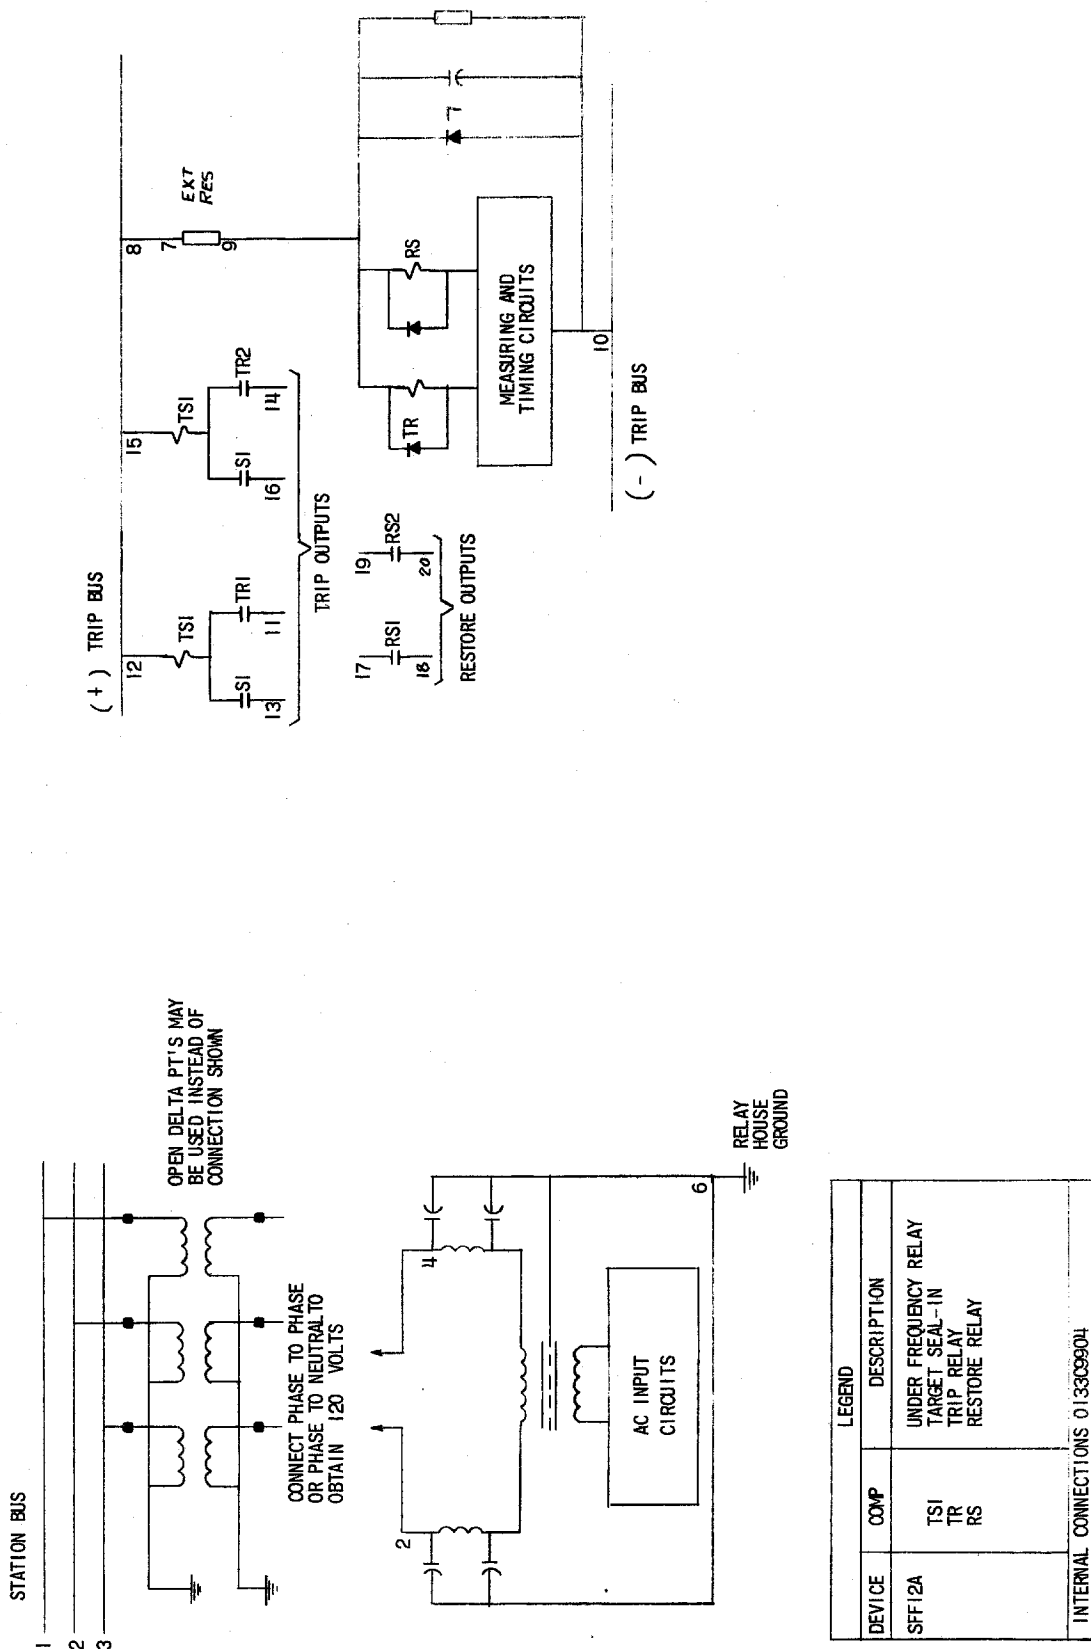 STATION BUS
1
2
3
OPEN DELTA PT'S MAY
BE USED INSTEAD OF
CONNECTION SHOWN
CONNECT PHASE TO PHASE
OR PHASE TO NEUTRAL TO
OBTAIN 120 VOLTS
2
4
AC INPUT
CIRCUITS
6
RELAY
HOUSE
GROUND
(+) TRIP BUS
12
TSI
SI
TRI
13
11
15
TSI
SI
TR2
16
14
TRIP OUTPUTS
8
7
9
EXT
RES
17
RSI
18
19
RS2
20
RESTORE OUTPUTS
TR
RS
MEASURING AND
TIMING CIRCUITS
10
(-) TRIP BUS
LEGEND
DEVICE COMP DESCRIPTION
SFF12A UNDER FREQUENCY RELAY
TSI TARGET SEAL-IN
TR TRIP RELAY
RS RESTORE RELAY
INTERNAL CONNECTIONS 0133C9904